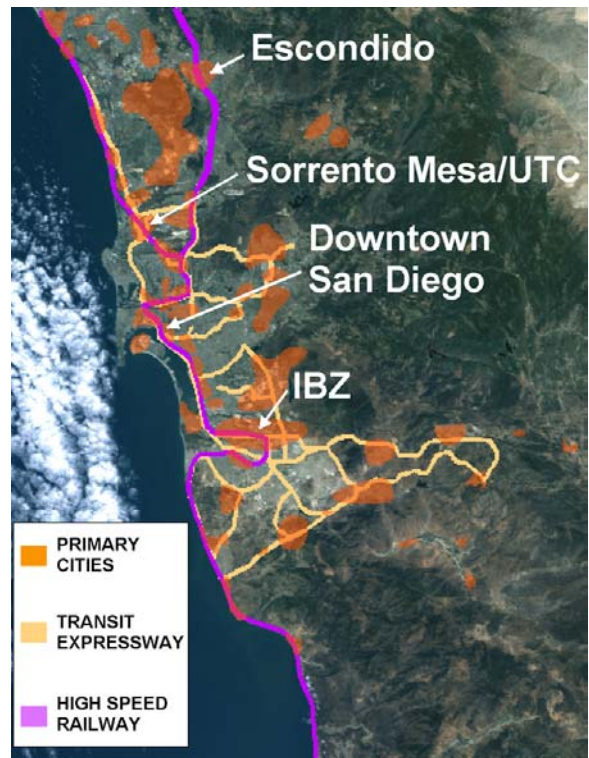 Escondido
Sorrento Mesa/UTC
Downtown
San Diego
IBZ
PRIMARY
CITIES
TRANSIT
EXPRESSWAY
HIGH SPEED
RAILWAY